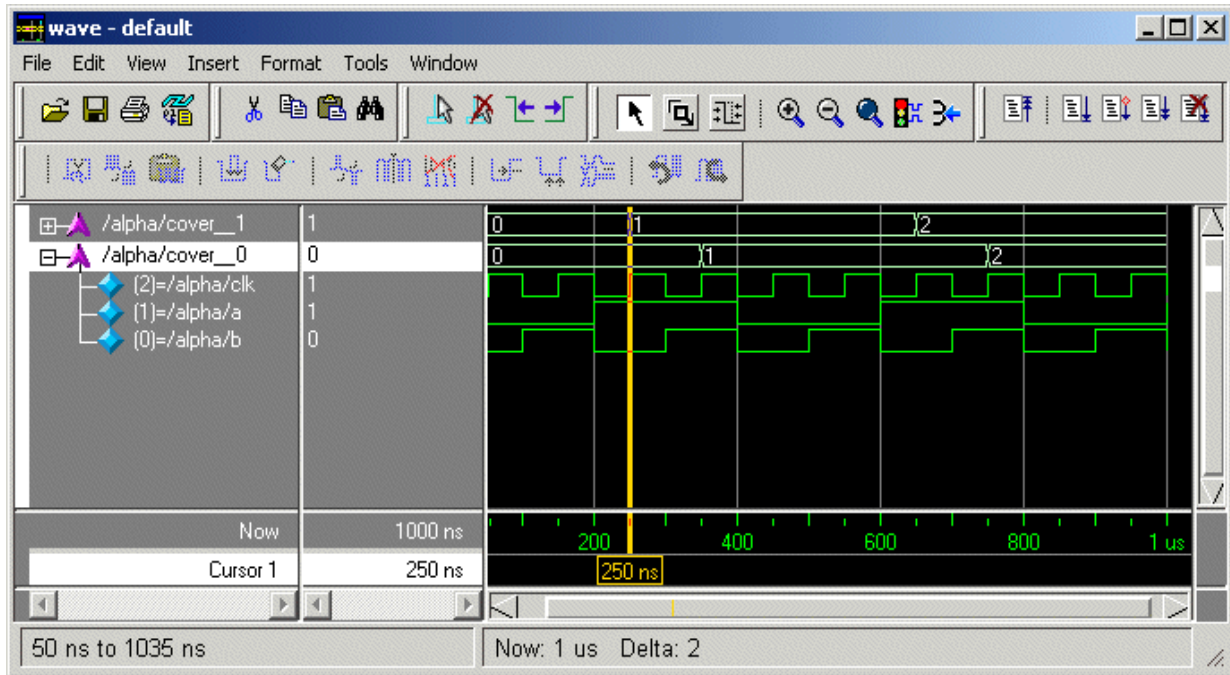 wave - default
File Edit View Insert Format Tools Window
/alpha/cover__1 1 0 1 2
/alpha/cover__0 0 0 1 2
(2)=/alpha/clk 1
(1)=/alpha/a 1
(0)=/alpha/b 0
Now 1000 ns 200 400 600 800 1 us
Cursor 1 250 ns 250 ns
50 ns to 1035 ns Now: 1 us Delta: 2